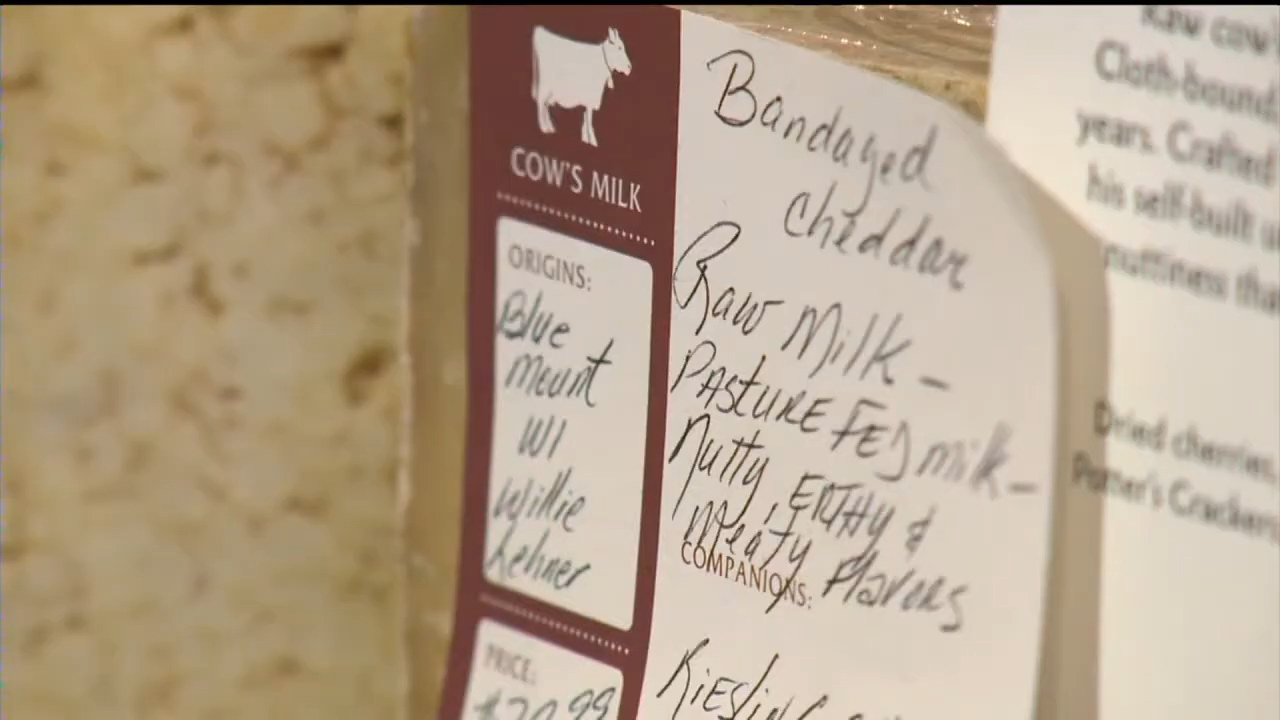 COW'S MILK
ORIGINS:
Blue
Mount
WI
Willie
Lehner
PRICE:
Bandaged
cheddar
Raw Milk –
PASTURE FED milk –
Nutty, ERTHY &
Meaty Flavors
COMPANIONS:
Raw cow's
Cloth-bound
years. Crafted
his self-built
nuttiness tha
Dried cherries,
Potter's Crackers